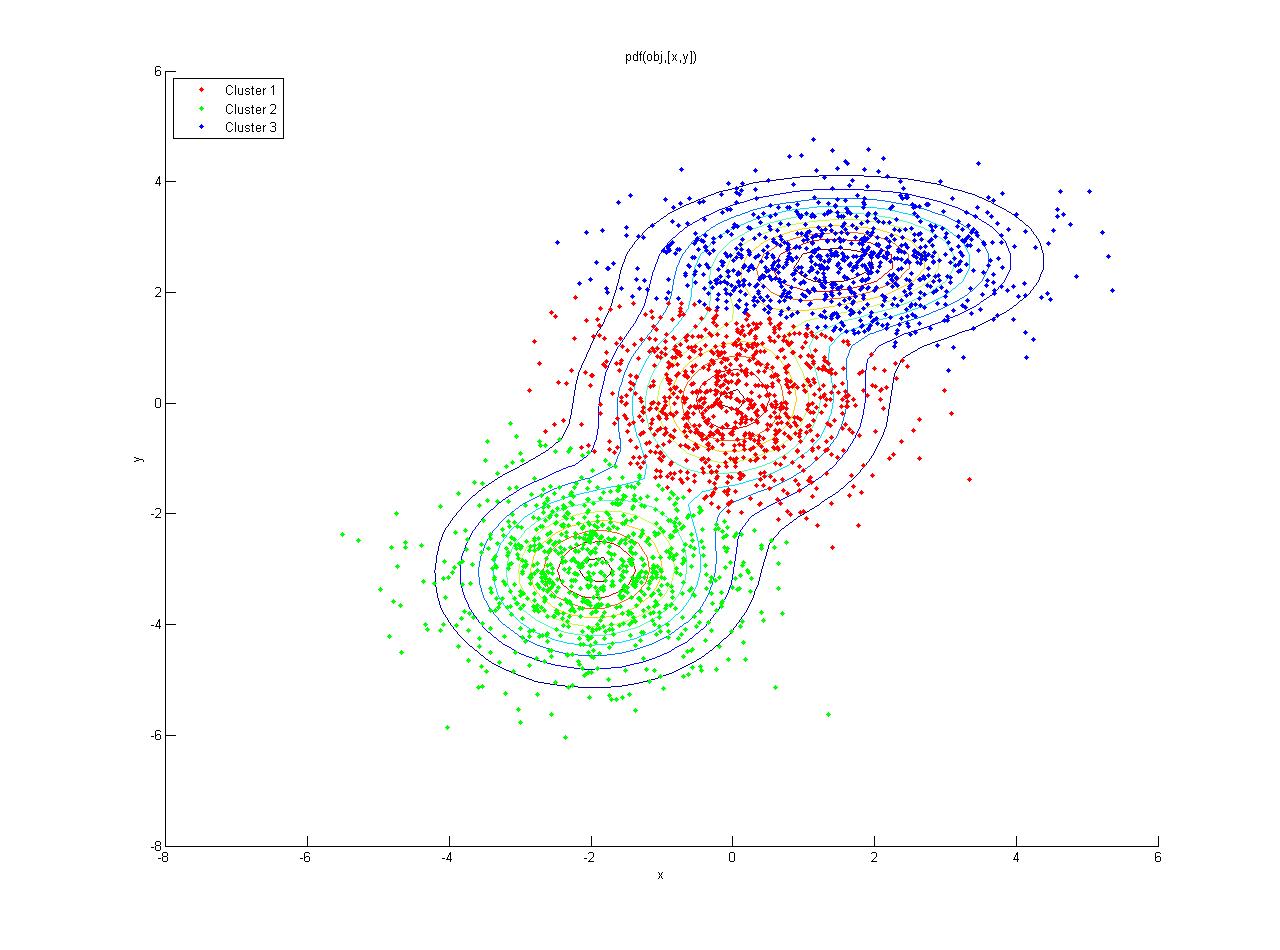 pdf(obj,[x,y])
6
Cluster 1
Cluster 2
Cluster 3
4
2
0
y
-2
-4
-6
-8
-8 -6 -4 -2 0 2 4 6
x